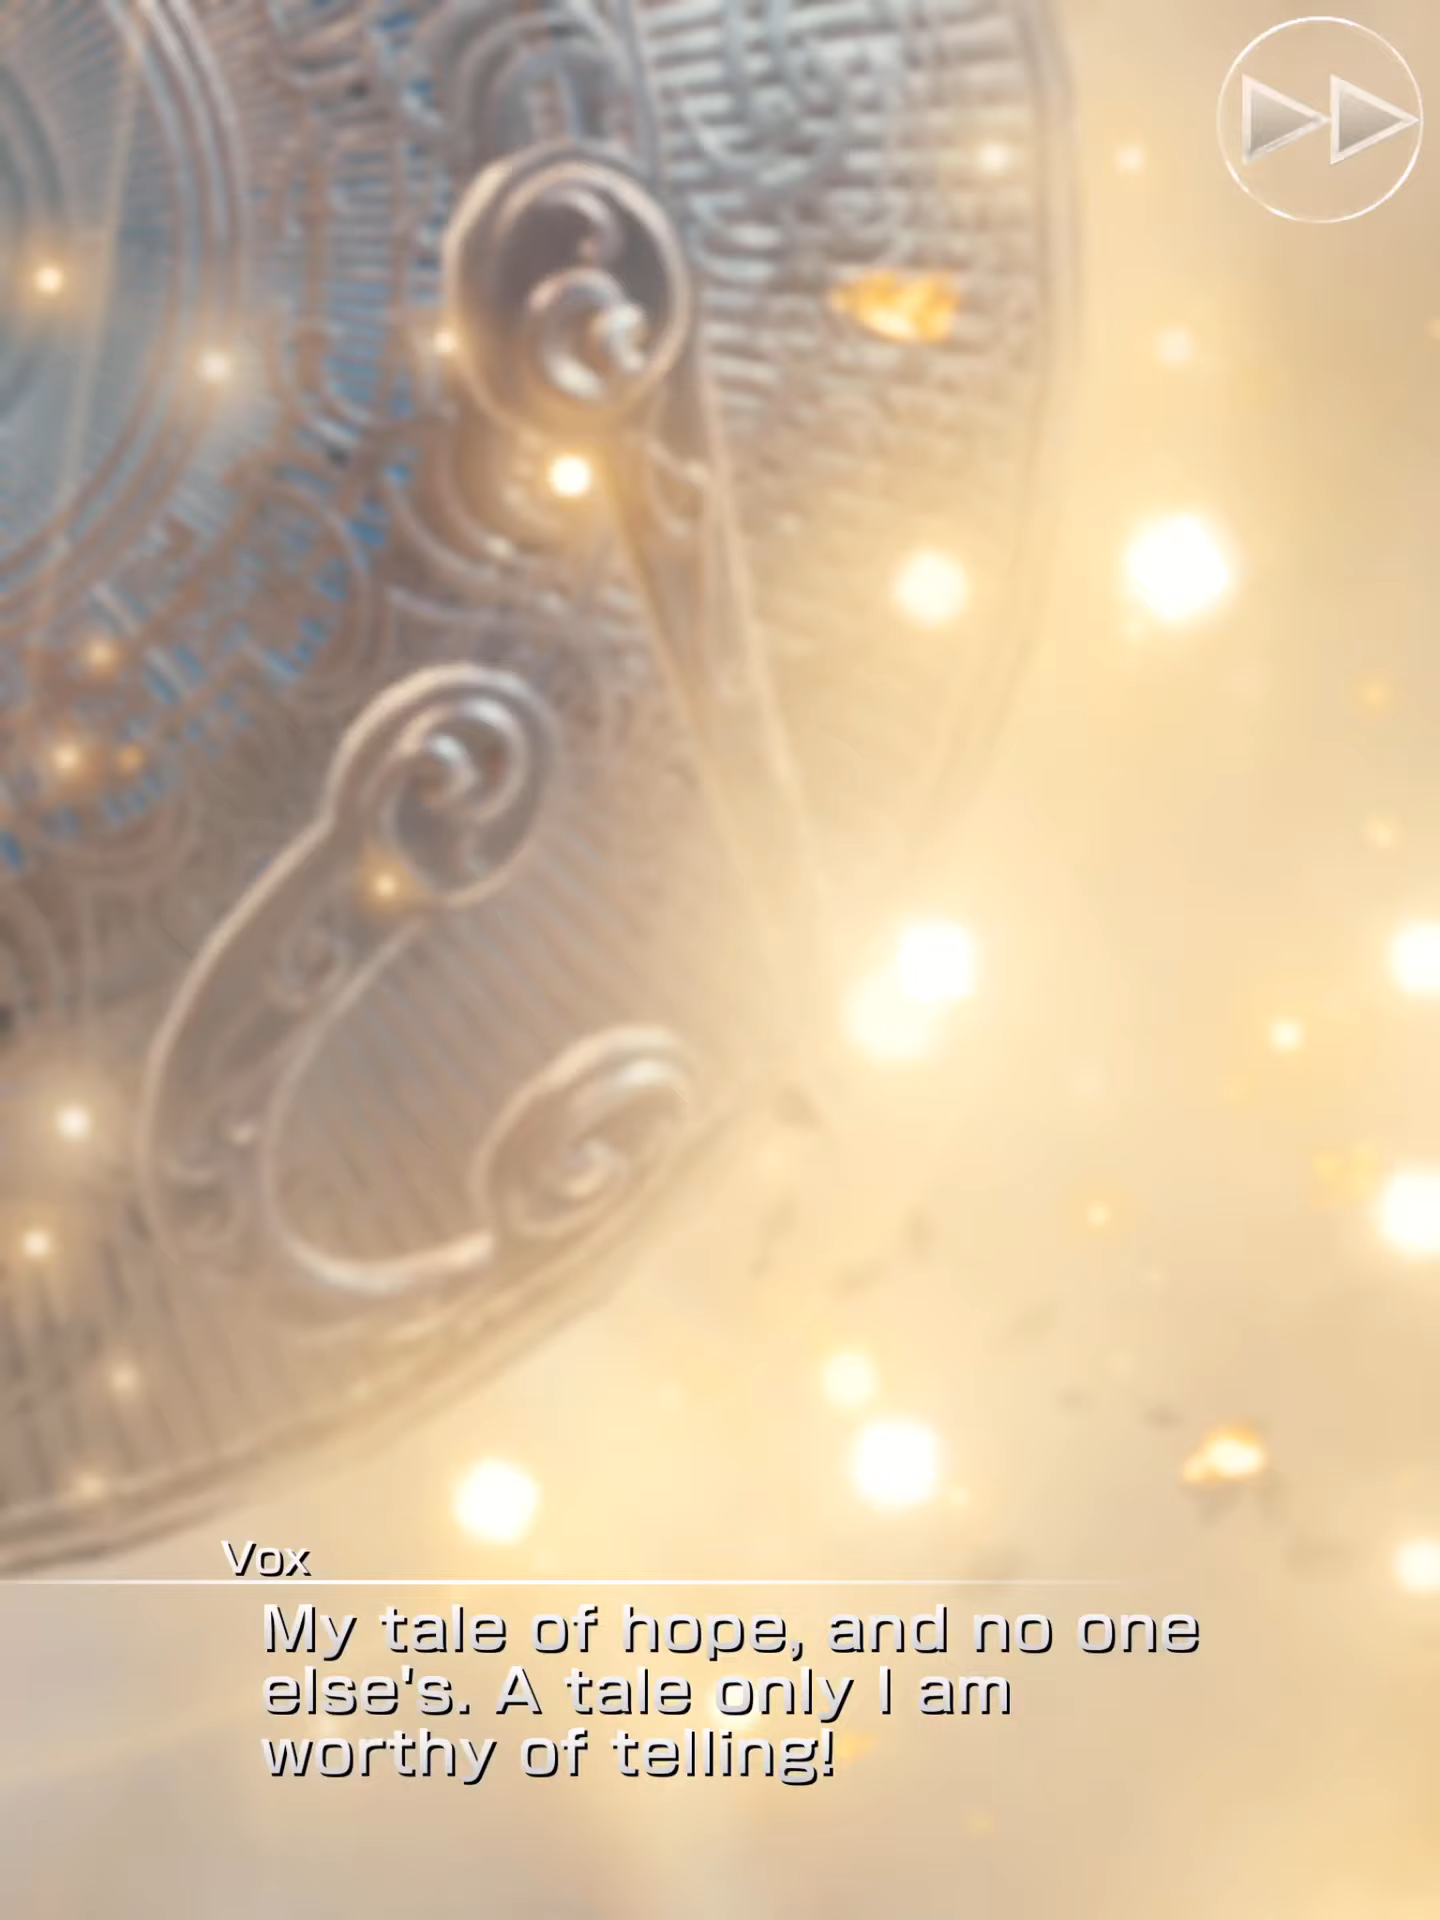 Vox
My tale of hope, and no one
else's. A tale only I am
worthy of telling!